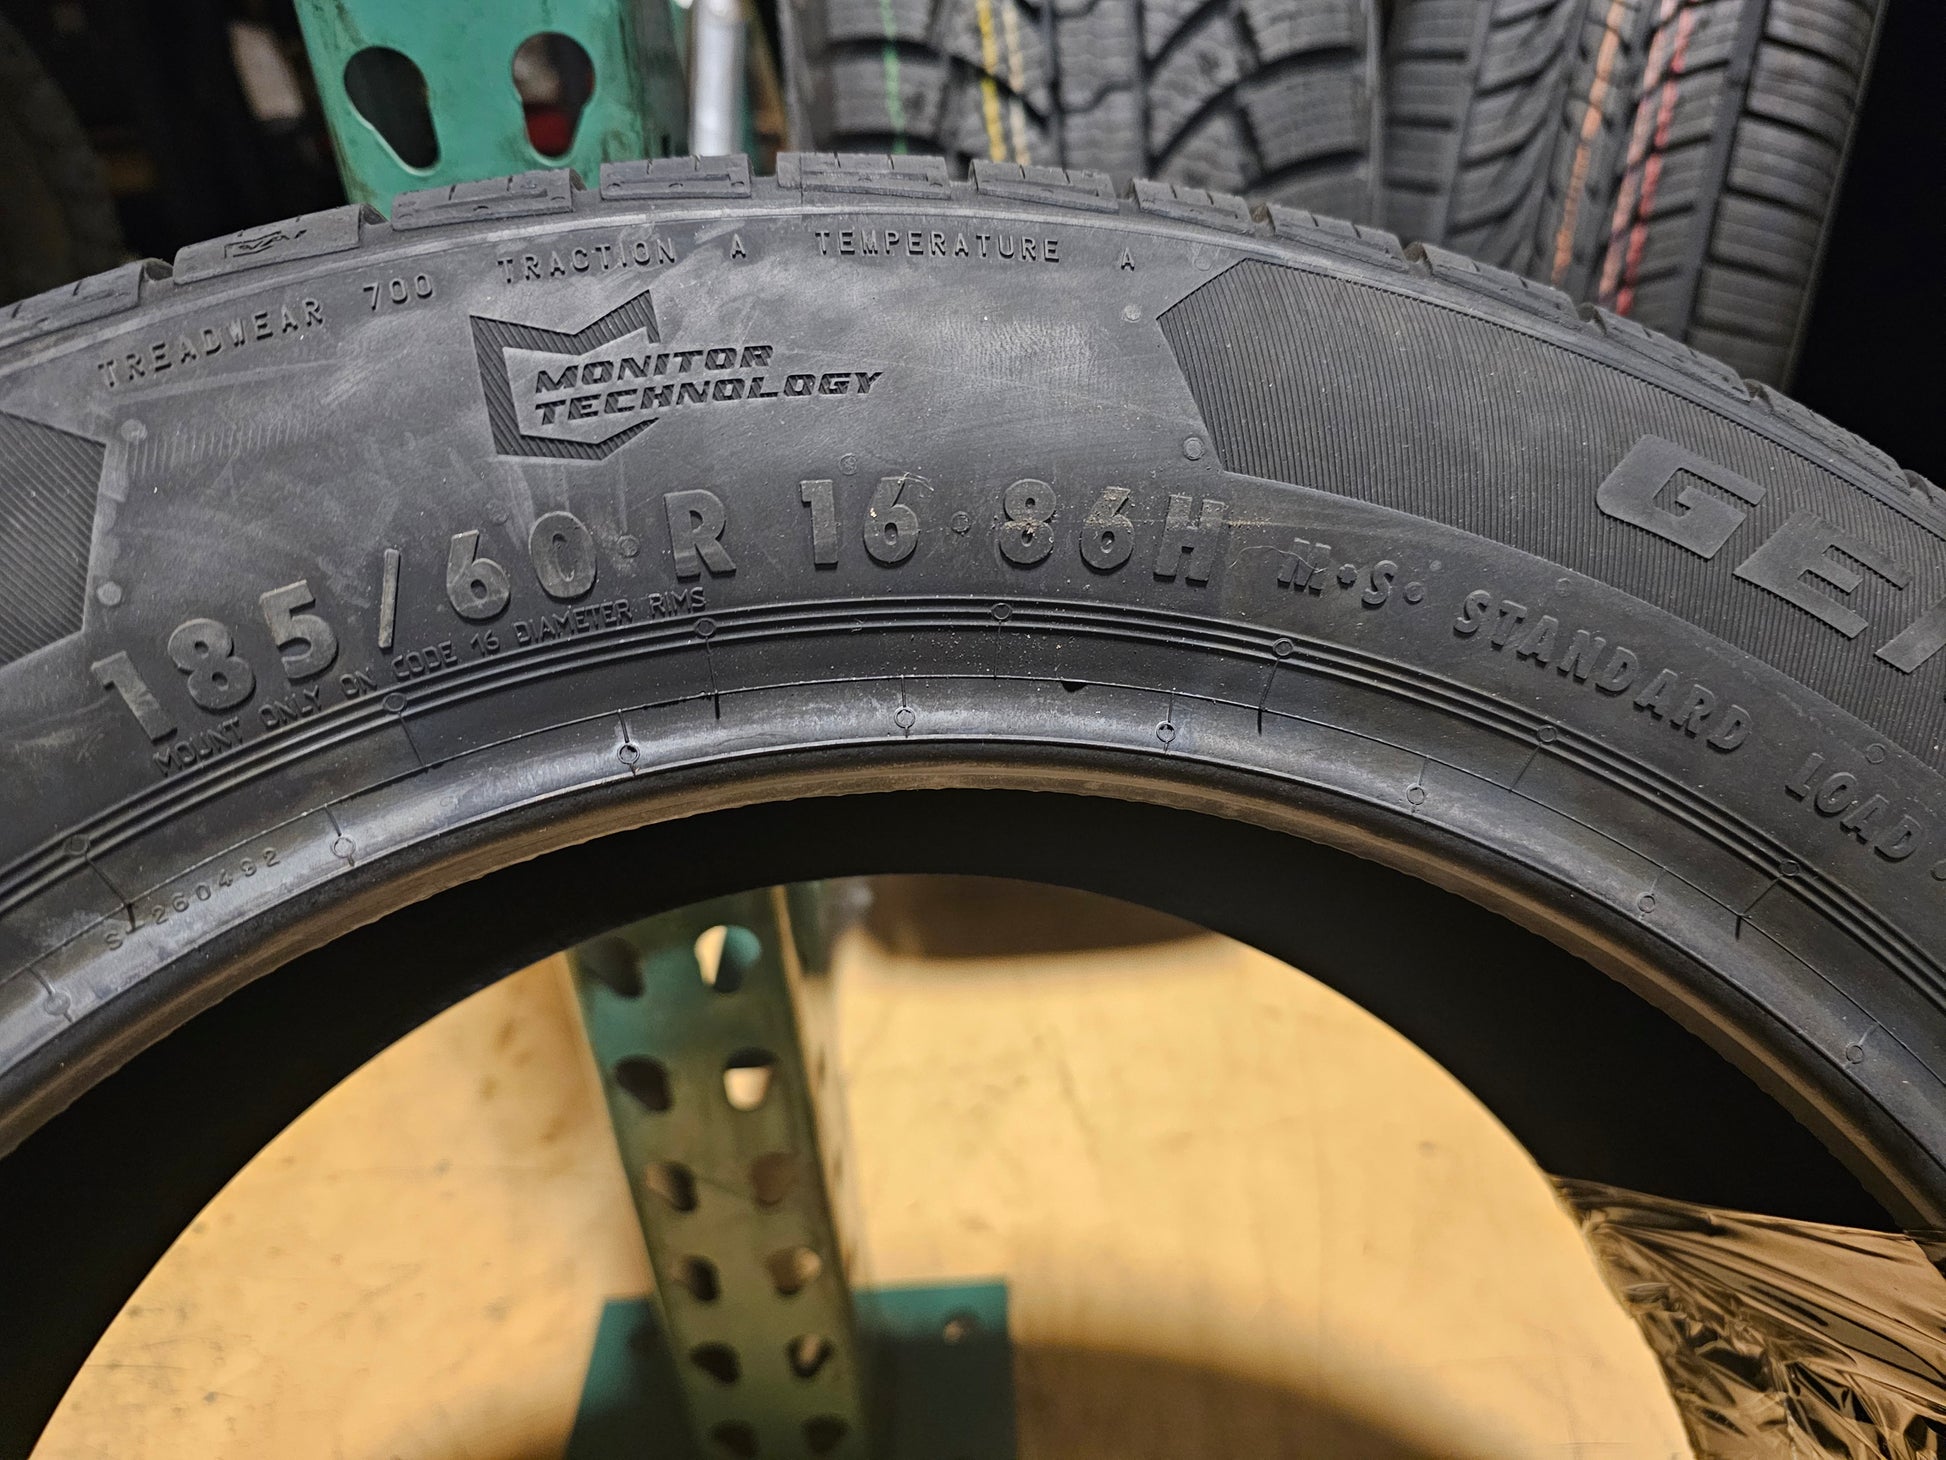 TREADWEAR 700 TRACTION A TEMPERATURE A
MONITOR
TECHNOLOGY
185/60·R 16·86H M·S· STANDARD LOAD
MOUNT ONLY ON CODE 16 DIAMETER RIMS
S 260492